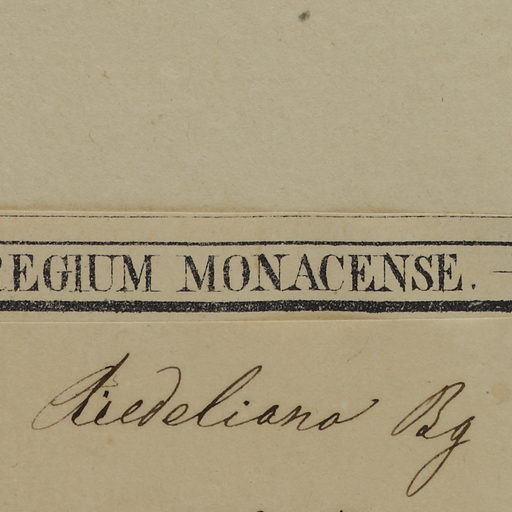 REGIUM MONACENSE. —
Riedeliana Bg